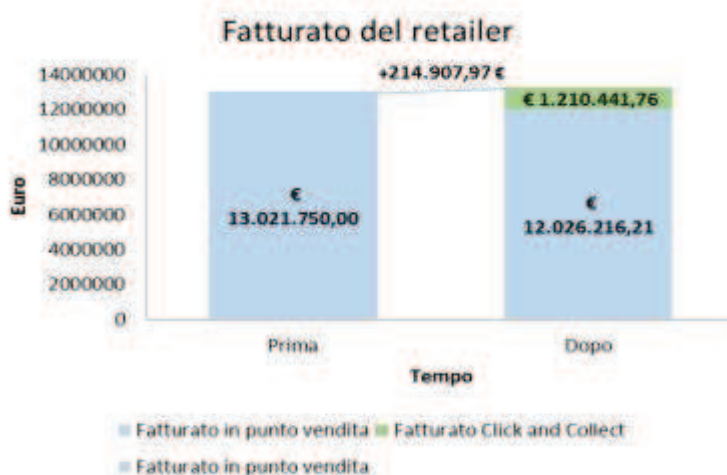 Fatturato del retailer
14000000
12000000
10000000
8000000
6000000
4000000
2000000
0
Euro
+214.907,97 €
€
13.021.750,00
€ 1.210.441,76
€
12.026.216,21
Prima
Dopo
Tempo
Fatturato in punto vendita
Fatturato Click and Collect
Fatturato in punto vendita